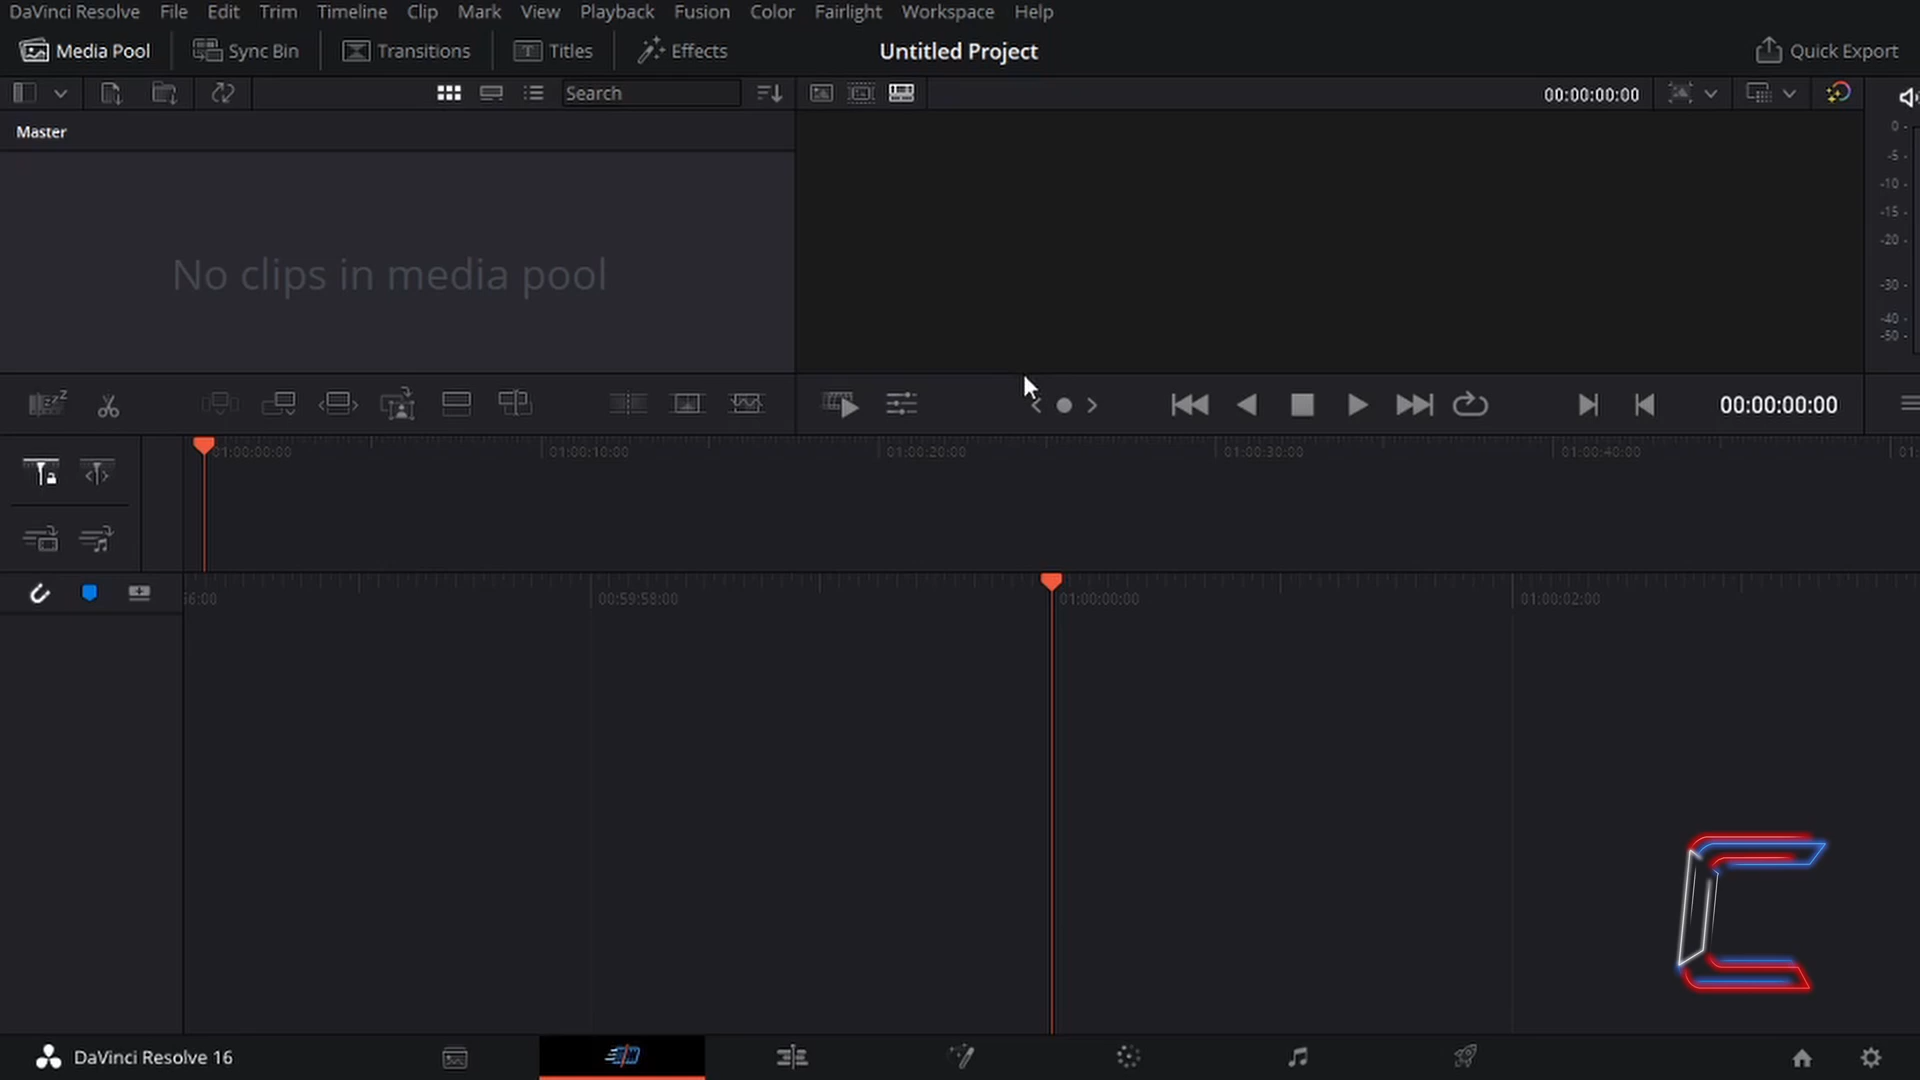 DaVinci Resolve File Edit Trim Timeline Clip Mark View Playback Fusion Color Fairlight Workspace Help
Media Pool Sync Bin Transitions Titles Effects Untitled Project Quick Export
Search 00:00:00:00
Master
0
-5
-10
-15
-20
-30
-40
-50
No clips in media pool
00:00:00:00
01:00:00:00 01:00:10:00 01:00:20:00 01:00:30:00 01:00:40:00 01:
56:00 00:59:58:00 01:00:00:00 01:00:02:00
DaVinci Resolve 16